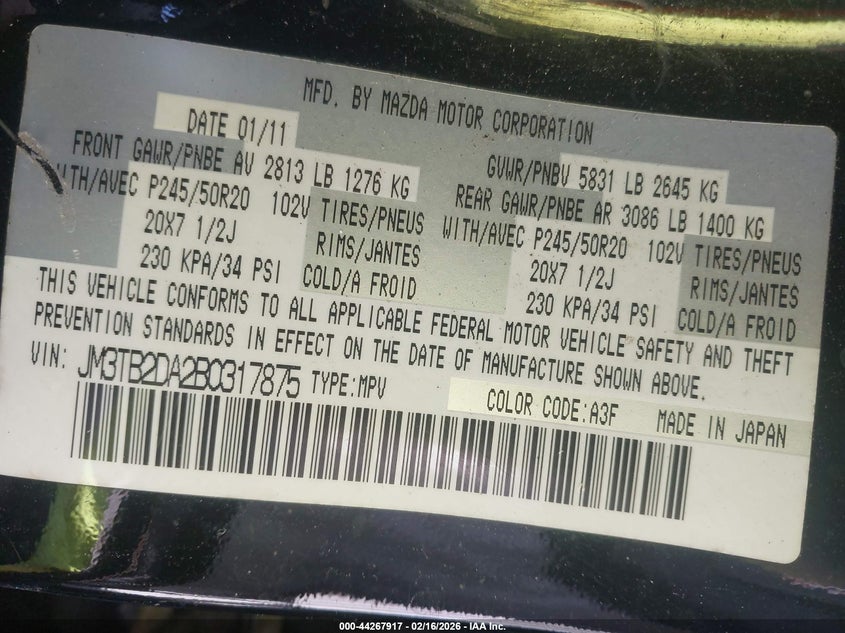 MFD. BY MAZDA MOTOR CORPORATION
DATE 01/11
FRONT GAWR/PNBE AV 2813 LB 1276 KG
WITH/AVEC P245/50R20 102V TIRES/PNEUS
20X7 1/2J RIMS/JANTES
230 KPA/34 PSI COLD/A FROID
GVWR/PNBV 5831 LB 2645 KG
REAR GAWR/PNBE AR 3086 LB 1400 KG
WITH/AVEC P245/50R20 102V TIRES/PNEUS
20X7 1/2J RIMS/JANTES
230 KPA/34 PSI COLD/A FROID
THIS VEHICLE CONFORMS TO ALL APPLICABLE FEDERAL MOTOR VEHICLE SAFETY AND THEFT
PREVENTION STANDARDS IN EFFECT ON THE DATE OF MANUFACTURE SHOWN ABOVE.
VIN: JM3TB2DA2B0317875 TYPE:MPV
COLOR CODE:A3F MADE IN JAPAN
000-44267917 - 02/16/2026 - IAA Inc.